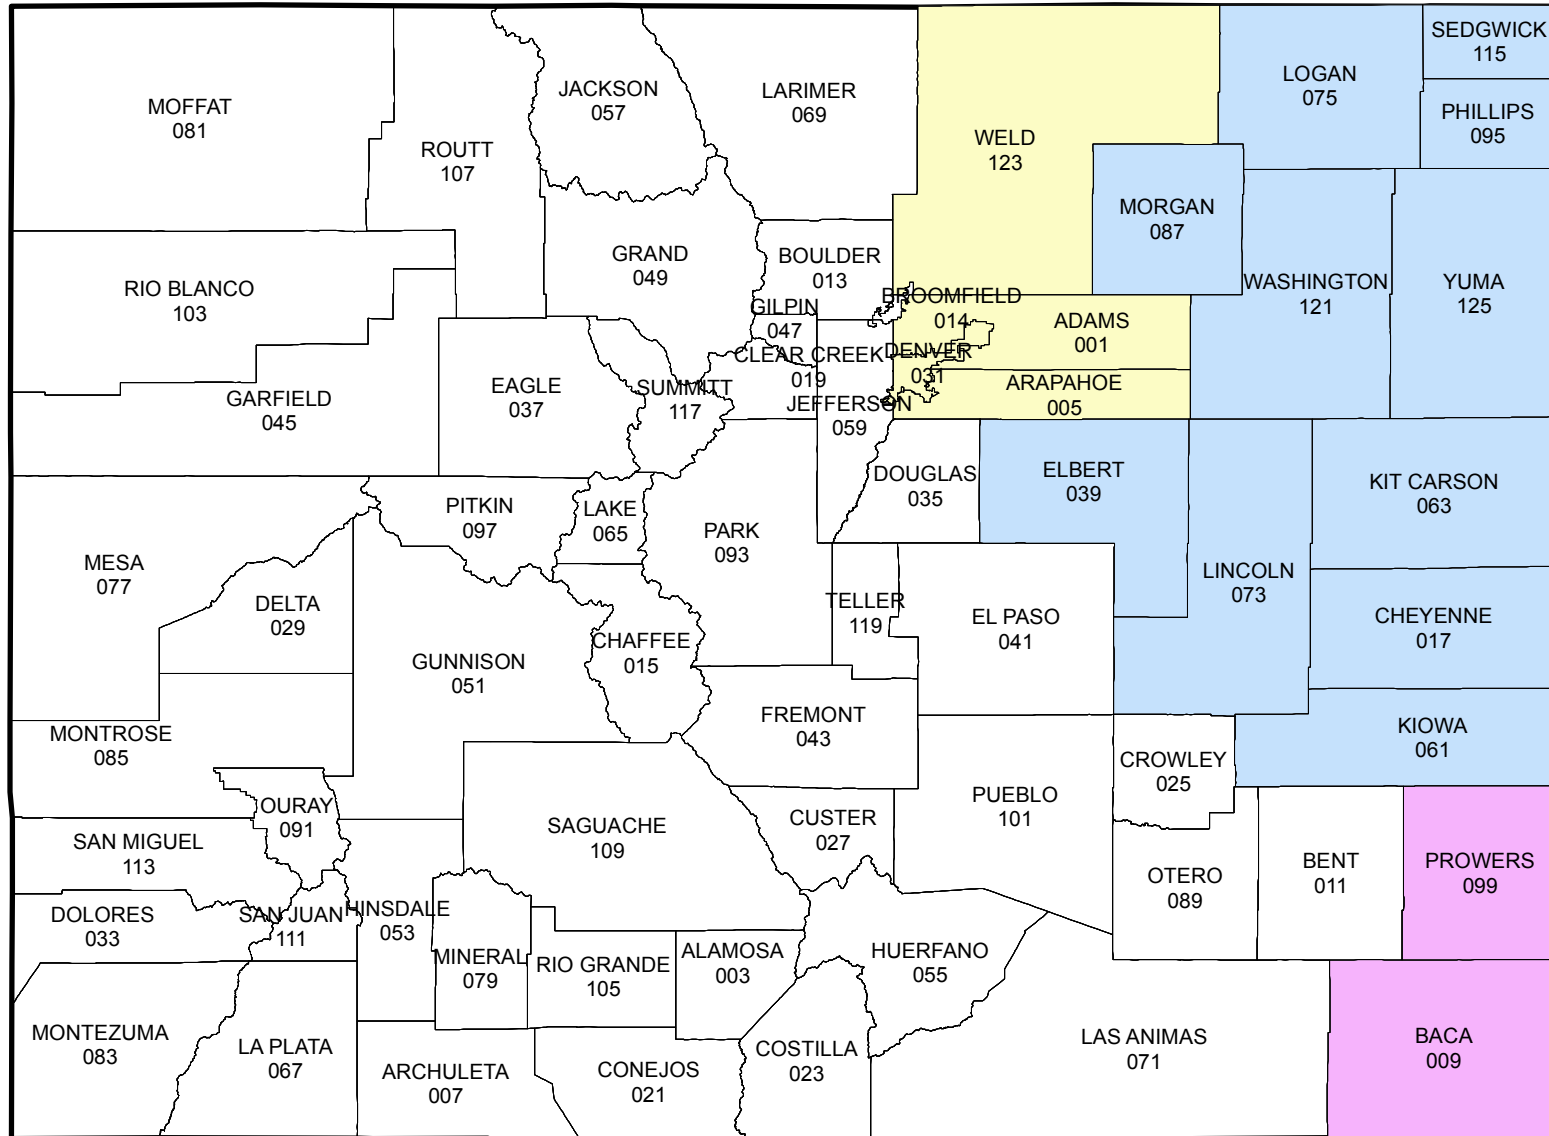 MOFFAT
081
ROUTT
107
JACKSON
057
LARIMER
069
WELD
123
LOGAN
075
SEDGWICK
115
PHILLIPS
095
MORGAN
087
WASHINGTON
121
YUMA
125
RIO BLANCO
103
GRAND
049
BOULDER
013
GILPIN
047
BROOMFIELD
014
ADAMS
001
CLEAR CREEK
019
DENVER
031
ARAPAHOE
005
JEFFERSON
059
GARFIELD
045
EAGLE
037
SUMMITT
117
DOUGLAS
035
ELBERT
039
KIT CARSON
063
PITKIN
097
LAKE
065
PARK
093
MESA
077
DELTA
029
TELLER
119
EL PASO
041
LINCOLN
073
CHEYENNE
017
GUNNISON
051
CHAFFEE
015
FREMONT
043
KIOWA
061
MONTROSE
085
CROWLEY
025
OURAY
091
SAGUACHE
109
CUSTER
027
PUEBLO
101
SAN MIGUEL
113
OTERO
089
BENT
011
PROWERS
099
DOLORES
033
SAN JUAN
111
HINSDALE
053
MINERAL
079
RIO GRANDE
105
ALAMOSA
003
HUERFANO
055
MONTEZUMA
083
LA PLATA
067
ARCHULETA
007
CONEJOS
021
COSTILLA
023
LAS ANIMAS
071
BACA
009